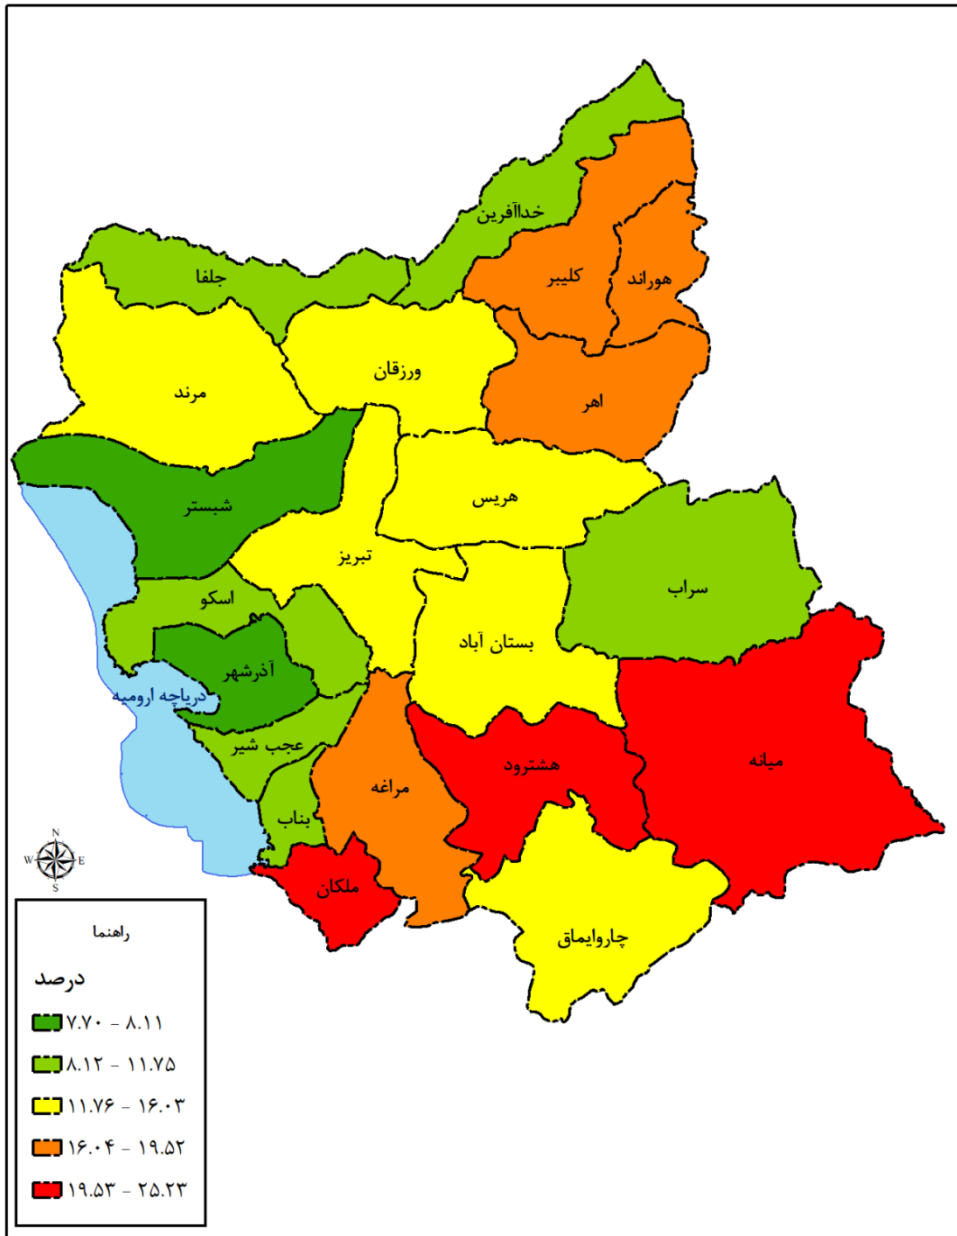 خداآفرین
جلفا
کلیبر
هوراند
ورزقان
مرند
اهر
هریس
شبستر
تبریز
سراب
اسکو
بستان آباد
آذرشهر
دریاچه ارومیه
عجب شیر
هشترود
میانه
مراغه
بناب
ملکان
چاروایماق
N
W E
S
راهنما
درصد
۷.۷۰ - ۸.۱۱
۸.۱۲ - ۱۱.۷۵
۱۱.۷۶ - ۱۶.۰۳
۱۶.۰۴ - ۱۹.۵۲
۱۹.۵۳ - ۲۵.۲۳